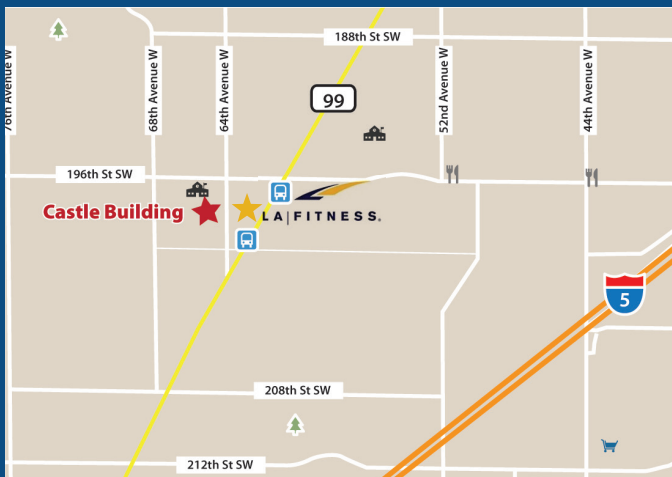 188th St SW
76th Avenue W
68th Avenue W
64th Avenue W
52nd Avenue W
44th Avenue W
99
196th St SW
Castle Building
LA|FITNESS.
5
208th St SW
212th St SW